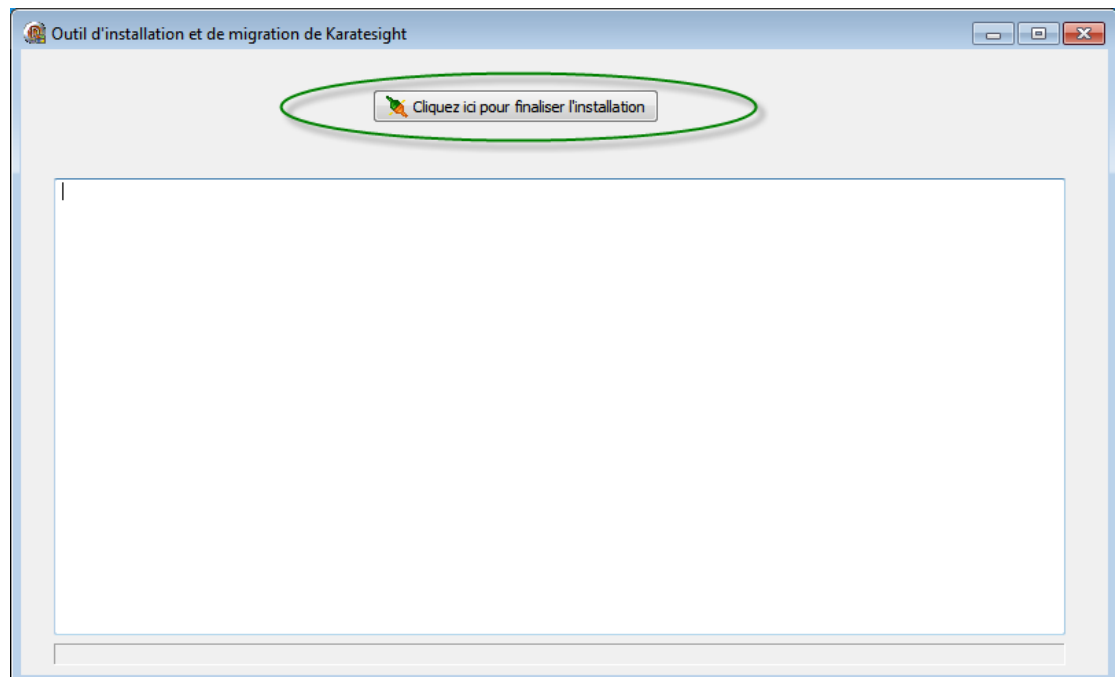 Outil d'installation et de migration de Karatesight
Cliquez ici pour finaliser l'installation